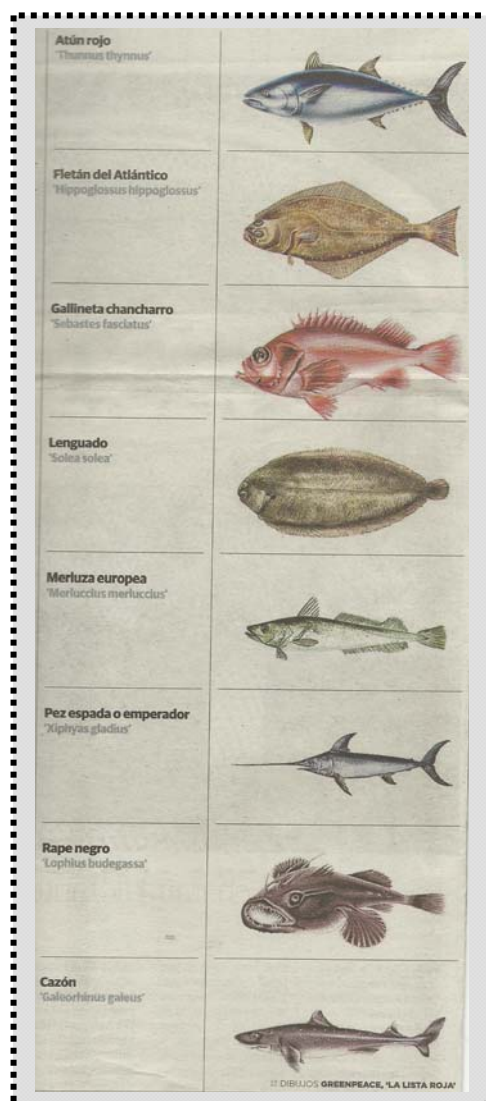 Atún rojo
'Thunnus thynnus'
Fletán del Atlántico
'Hippoglossus hippoglossus'
Gallineta chancharro
'Sebastes fasciatus'
Lenguado
'Solea solea'
Merluza europea
'Merluccius merluccius'
Pez espada o emperador
'Xiphyas gladius'
Rape negro
'Lophius budegassa'
Cazón
'Galeorhinus galeus'
// DIBUJOS GREENPEACE, 'LA LISTA ROJA'